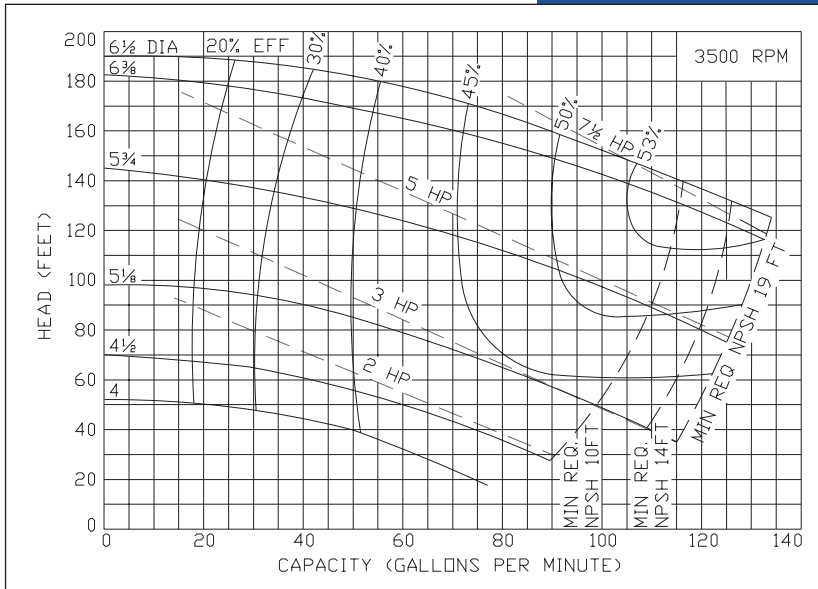 200
6½ DIA
20% EFF
30%
40%
45%
50%
53%
3500 RPM
6⅜
180
160
7½ HP
5¾
140
5 HP
120
5⅛
100
3 HP
80
4½
2 HP
60
4
40
20
0
HEAD (FEET)
MIN REQ.
NPSH 10FT
MIN REQ.
NPSH 14FT
MIN REQ NPSH 19 FT
0
20
40
60
80
100
120
140
CAPACITY (GALLONS PER MINUTE)